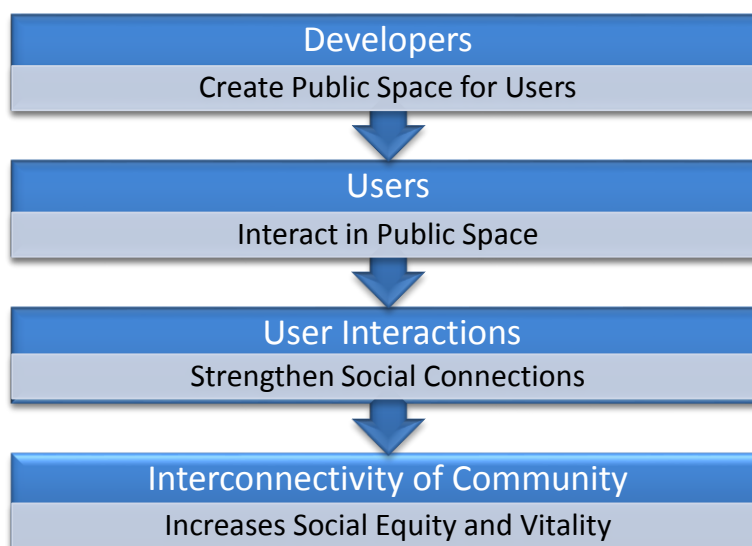 Developers
Create Public Space for Users
Users
Interact in Public Space
User Interactions
Strengthen Social Connections
Interconnectivity of Community
Increases Social Equity and Vitality